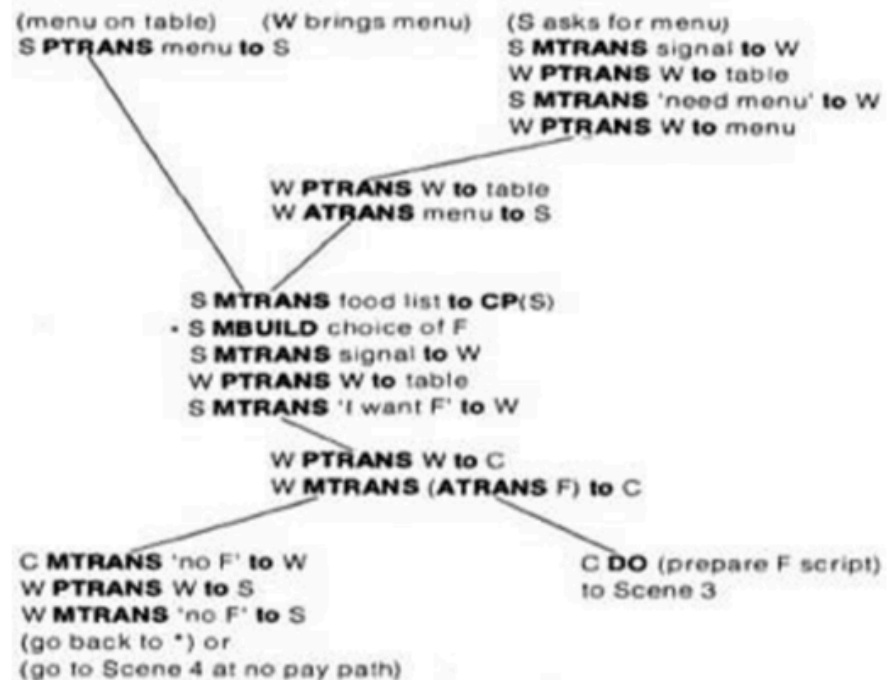 (menu on table) (W brings menu) (S asks for menu)
S PTRANS menu to S
S MTRANS signal to W
W PTRANS W to table
S MTRANS 'need menu' to W
W PTRANS W to menu
W PTRANS W to table
W ATRANS menu to S
S MTRANS food list to CP(S)
* S MBUILD choice of F
S MTRANS signal to W
W PTRANS W to table
S MTRANS 'I want F' to W
W PTRANS W to C
W MTRANS (ATRANS F) to C
C MTRANS 'no F' to W
W PTRANS W to S
W MTRANS 'no F' to S
(go back to *) or
(go to Scene 4 at no pay path)
C DO (prepare F script)
to Scene 3